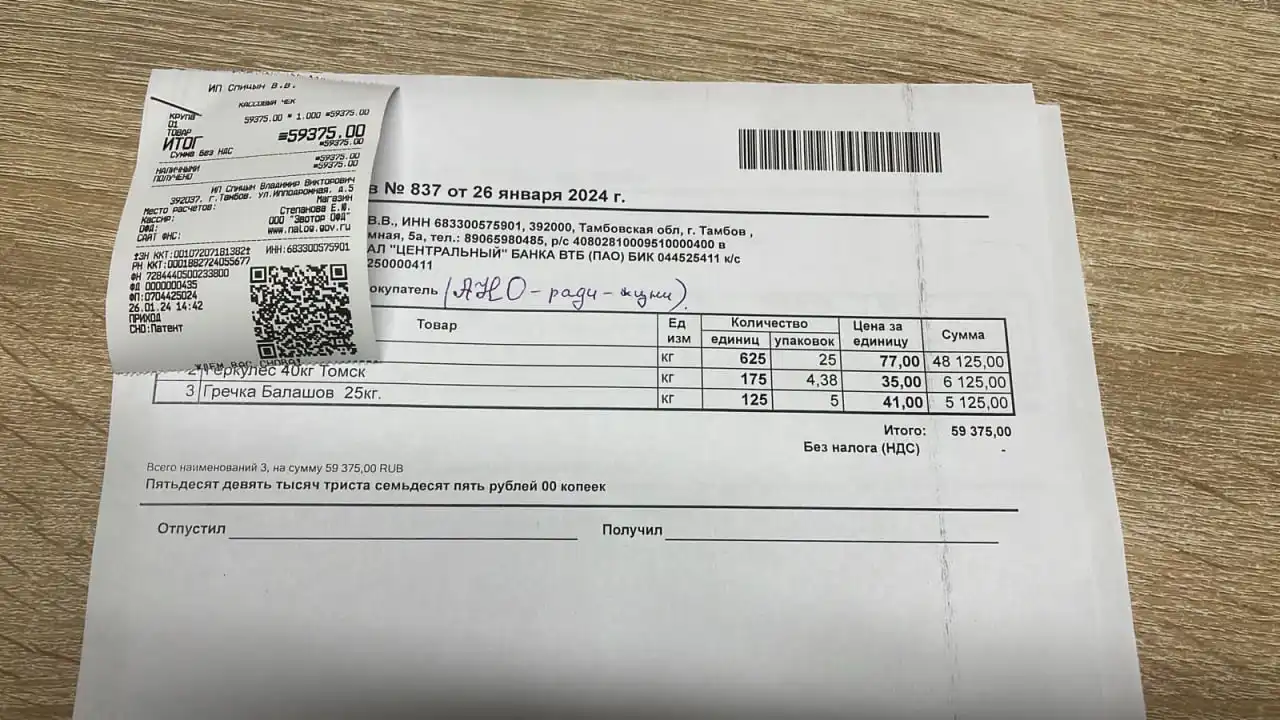 ИП Спицын В.В.
КАССОВЫЙ ЧЕК
КРУПА
59375.00 * 1.000 =59375.00
01
ТОВАР
ИТОГ =59375.00
Сумма Без НДС =59375.00
НАЛИЧНЫМИ =59375.00
ПОЛУЧЕНО =59375.00
ИП Спицын Владимир Викторович
392037, г.Тамбов, ул.Ипподромная, д.5
Место расчетов: Магазин
Кассир: Степанова Е.Ю.
ОФД: ООО "Эвотор ОФД"
САЙТ ФНС: www.nalog.gov.ru
ЗН ККТ:00107207181382 ИНН:683300575901
РН ККТ:0001882724055677
ФН 7284440500233800
ФД 0000000435
ФП:0704425024
26.01.24 14:42
ПРИХОД
СНО:Патент
ЖДЕМ ВАС СНОВА!
в № 837 от 26 января 2024 г.
В.В., ИНН 683300575901, 392000, Тамбовская обл, г. Тамбов ,
мная, 5а, тел.: 89065980485, р/с 40802810009510000400 в
АЛ "ЦЕНТРАЛЬНЫЙ" БАНКА ВТБ (ПАО) БИК 044525411 к/с
250000411
окупатель (АНО-ради-жизни)
Товар Ед изм Количество единиц упаковок Цена за единицу Сумма
кг 625 25 77,00 48 125,00
2 Геркулес 40кг Томск кг 175 4,38 35,00 6 125,00
3 Гречка Балашов 25кг. кг 125 5 41,00 5 125,00
Итого: 59 375,00
Без налога (НДС) -
Всего наименований 3, на сумму 59 375,00 RUB
Пятьдесят девять тысяч триста семьдесят пять рублей 00 копеек
Отпустил Получил